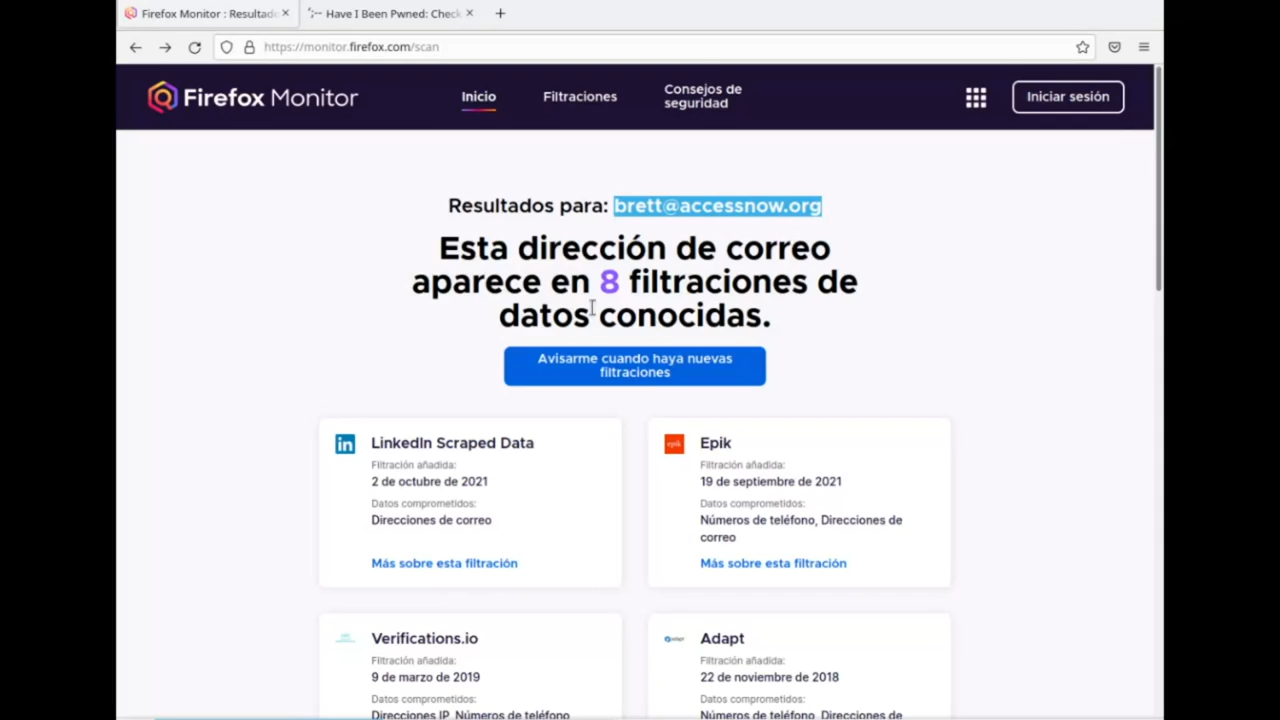 Firefox Monitor : Resultado
Have I Been Pwned: Check
https://monitor.firefox.com/scan
Firefox Monitor
Inicio
Filtraciones
Consejos de
seguridad
Iniciar sesión
Resultados para: brett@accessnow.org
Esta dirección de correo
aparece en 8 filtraciones de
datos conocidas.
Avisarme cuando haya nuevas
filtraciones
LinkedIn Scraped Data
Filtración añadida:
2 de octubre de 2021
Datos comprometidos:
Direcciones de correo
Más sobre esta filtración
epik
Epik
Filtración añadida:
19 de septiembre de 2021
Datos comprometidos:
Números de teléfono, Direcciones de
correo
Más sobre esta filtración
Verifications.io
Filtración añadida:
9 de marzo de 2019
Datos comprometidos:
Direcciones IP, Números de teléfono
Adapt
Filtración añadida:
22 de noviembre de 2018
Datos comprometidos:
Números de teléfono, Direcciones de